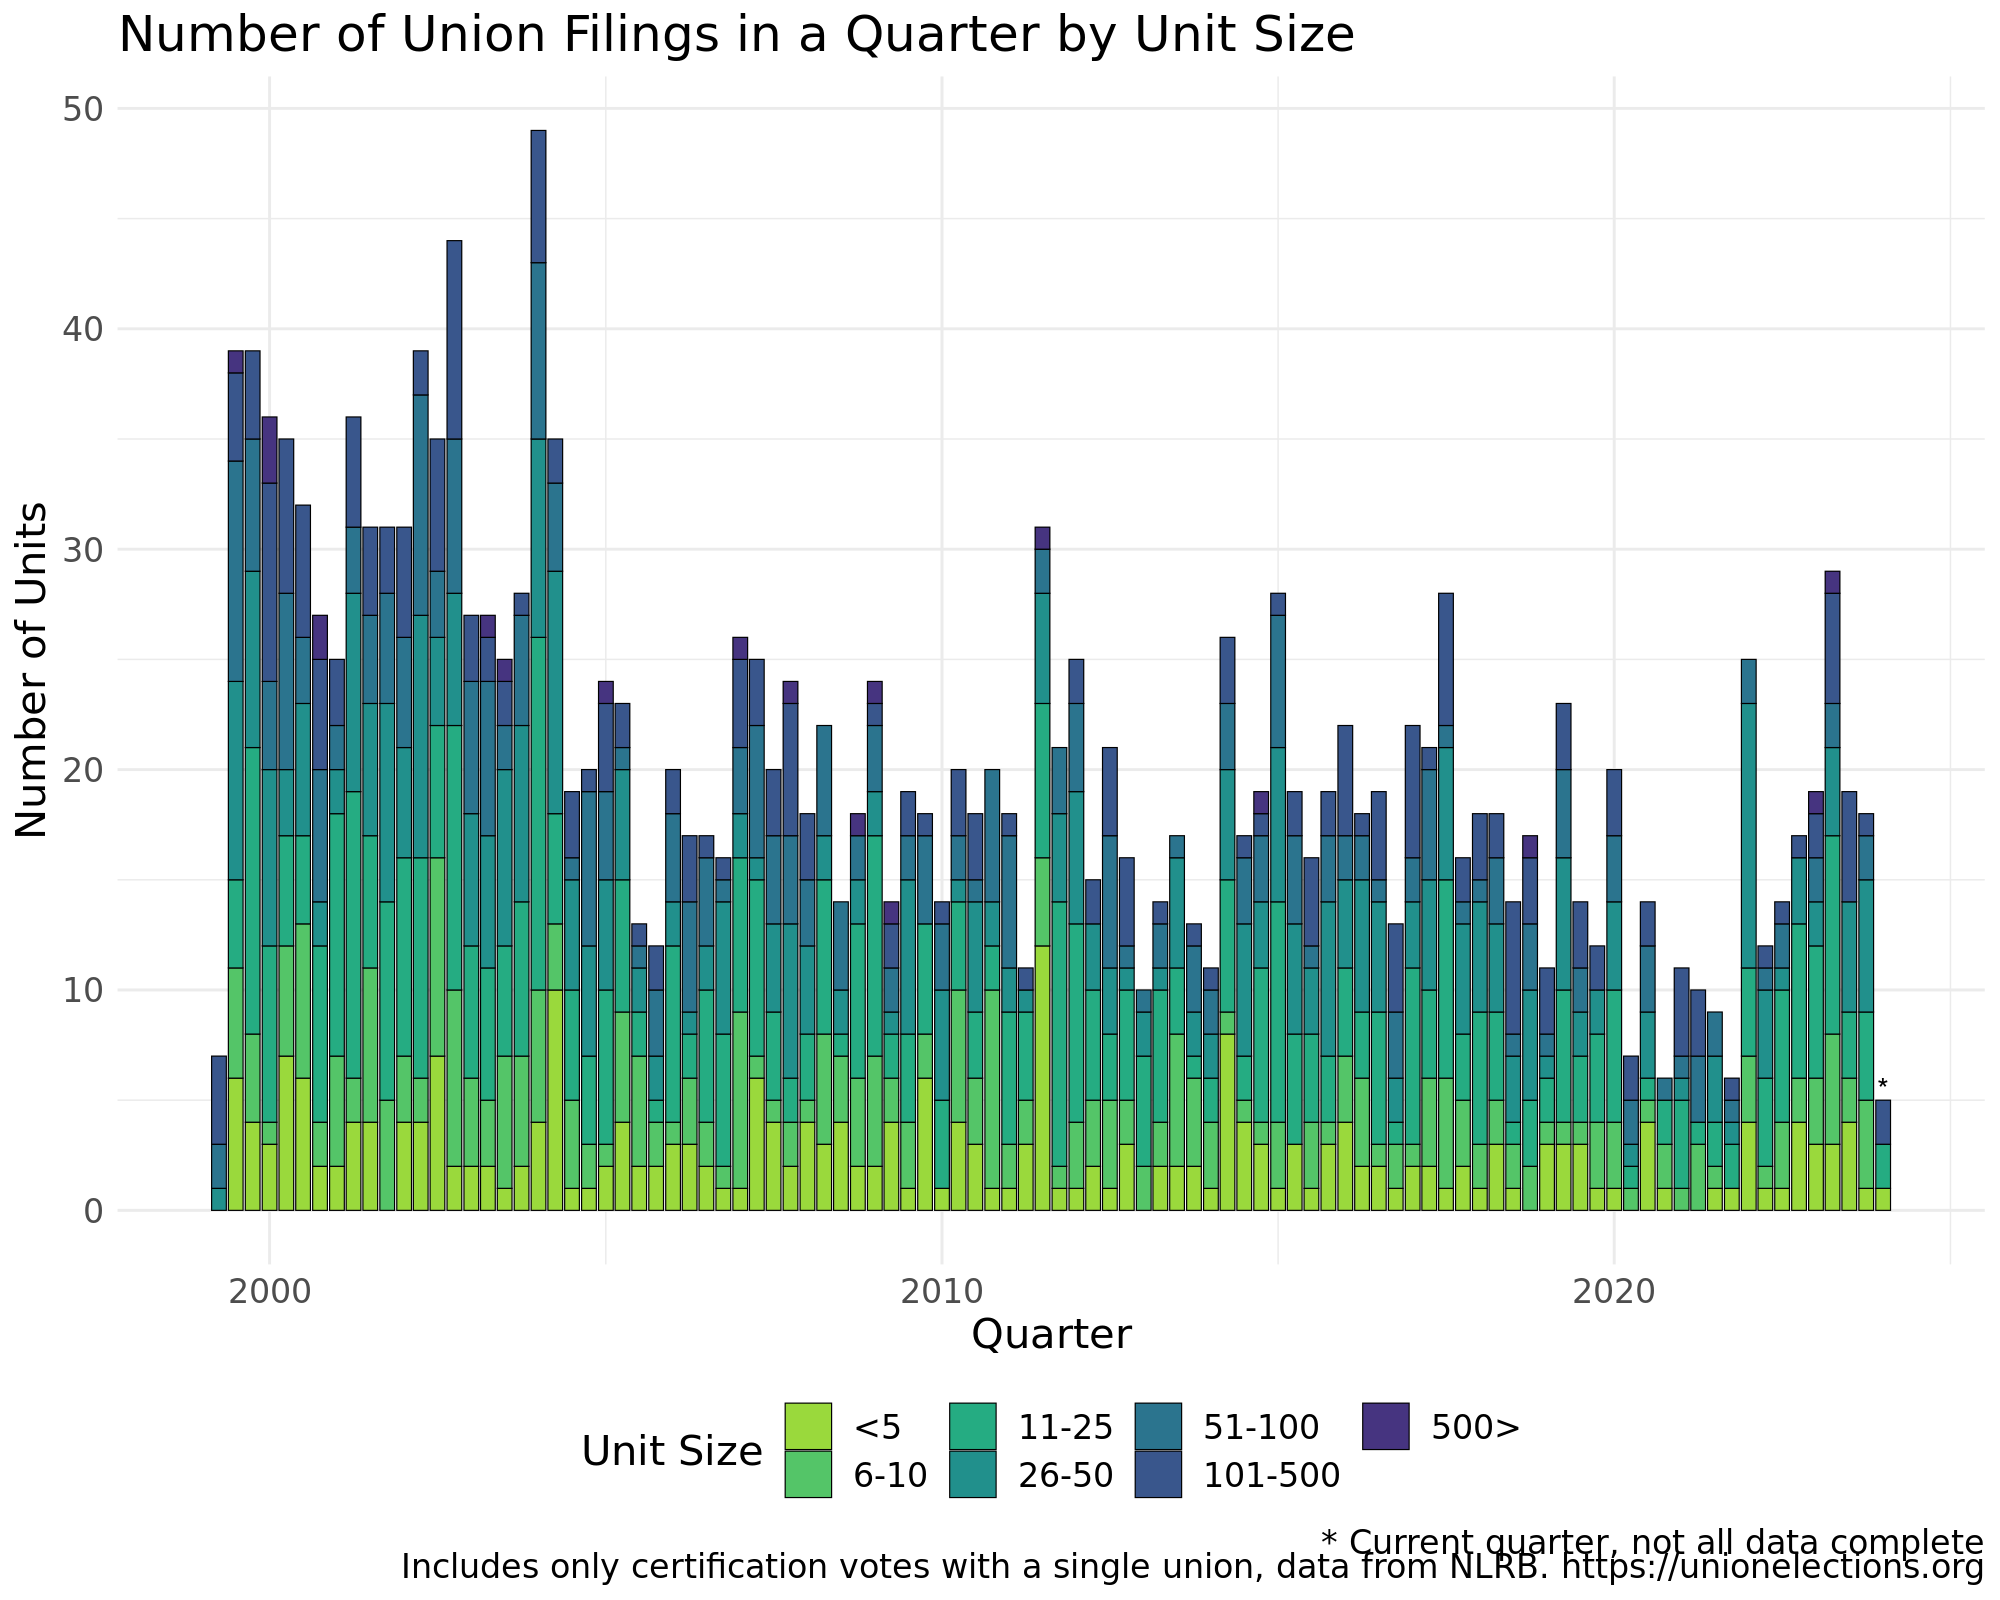 Number of Union Filings in a Quarter by Unit Size
50
40
30
20
10
0
Number of Units
*
2000 2010 2020
Quarter
Unit Size
<5 11-25 51-100 500>
6-10 26-50 101-500
* Current quarter, not all data complete
Includes only certification votes with a single union, data from NLRB. https://unionelections.org